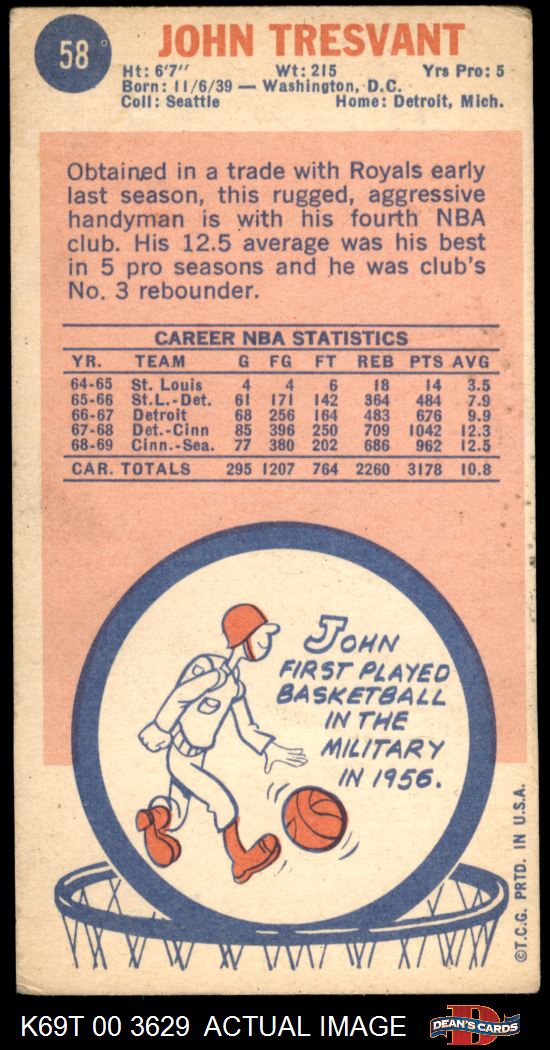 58
JOHN TRESVANT
Ht: 6'7" Wt: 215 Yrs Pro: 5
Born: 11/6/39 — Washington, D.C.
Coll: Seattle Home: Detroit, Mich.
Obtained in a trade with Royals early
last season, this rugged, aggressive
handyman is with his fourth NBA
club. His 12.5 average was his best
in 5 pro seasons and he was club's
No. 3 rebounder.
CAREER NBA STATISTICS
YR. TEAM G FG FT REB PTS AVG
64-65 St. Louis 4 4 6 18 14 3.5
65-66 St.L.-Det. 61 171 142 364 484 7.9
66-67 Detroit 68 256 164 483 676 9.9
67-68 Det.-Cinn 85 396 250 709 1042 12.3
68-69 Cinn.-Sea. 77 380 202 686 962 12.5
CAR. TOTALS 295 1207 764 2260 3178 10.8
JOHN
FIRST PLAYED
BASKETBALL
IN THE
MILITARY
IN 1956.
©T.C.G. PRTD. IN U.S.A.
K69T 00 3629 ACTUAL IMAGE
D
DEAN'S CARDS